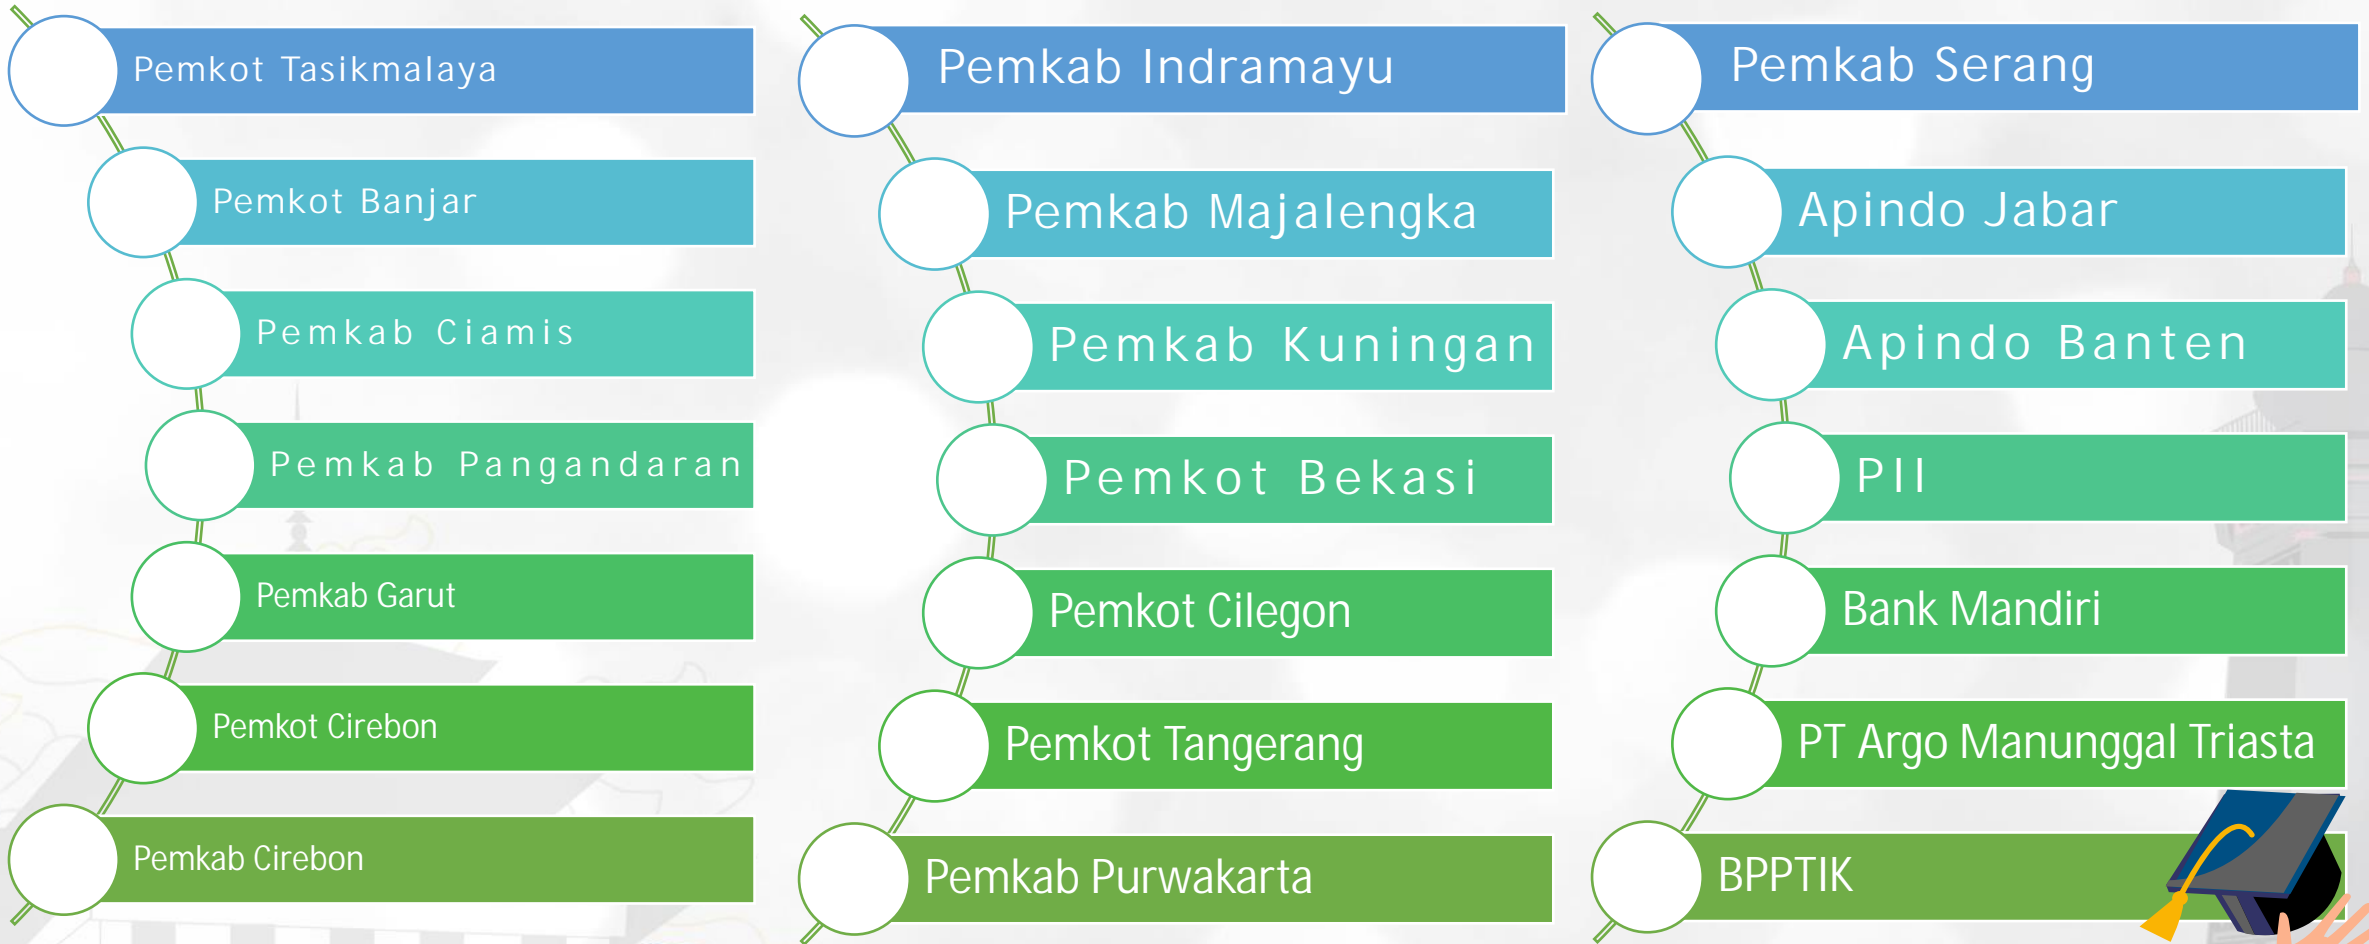 Pemkot Tasikmalaya
Pemkot Banjar
Pemkab Ciamis
Pemkab Pangandaran
Pemkab Garut
Pemkot Cirebon
Pemkab Cirebon
Pemkab Indramayu
Pemkab Majalengka
Pemkab Kuningan
Pemkot Bekasi
Pemkot Cilegon
Pemkot Tangerang
Pemkab Purwakarta
Pemkab Serang
Apindo Jabar
Apindo Banten
PII
Bank Mandiri
PT Argo Manunggal Triasta
BPPTIK